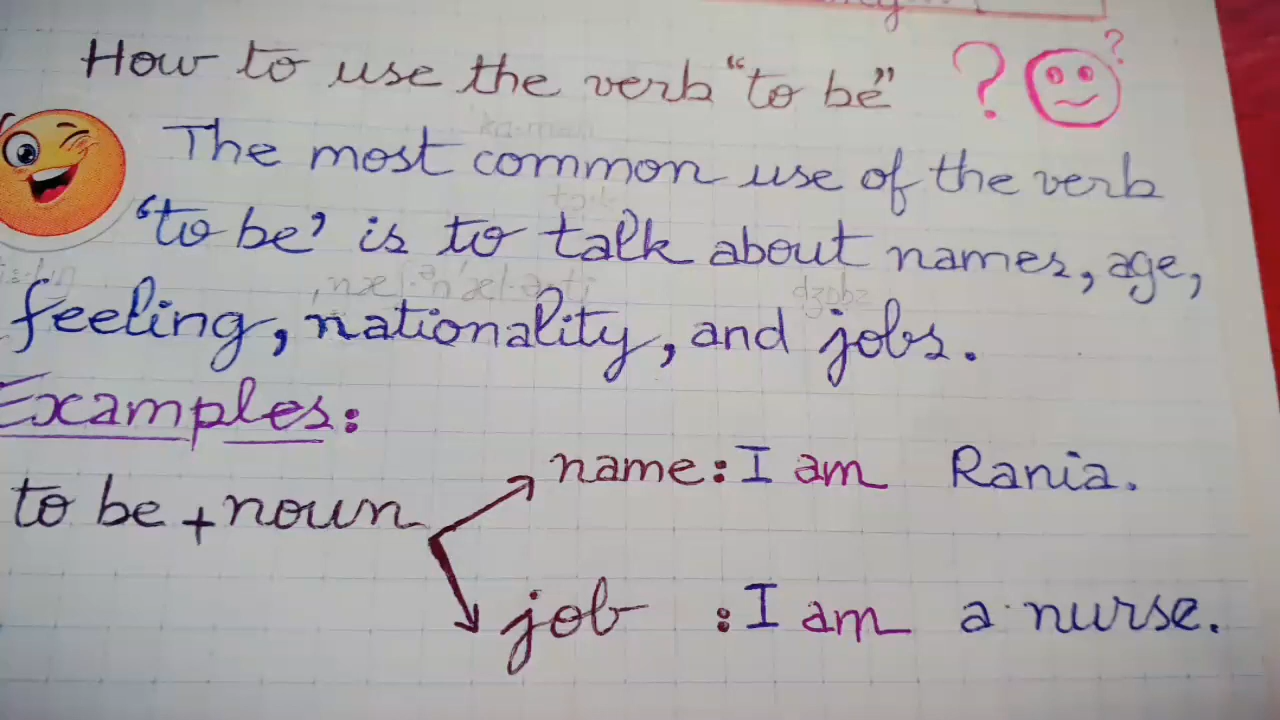 How to use the verb "to be" ?
?
The most common use of the verb
'to be' is to talk about names, age,
feeling, nationality, and jobs.
Examples:
to be + noun
name: I am Rania.
job : I am a nurse.